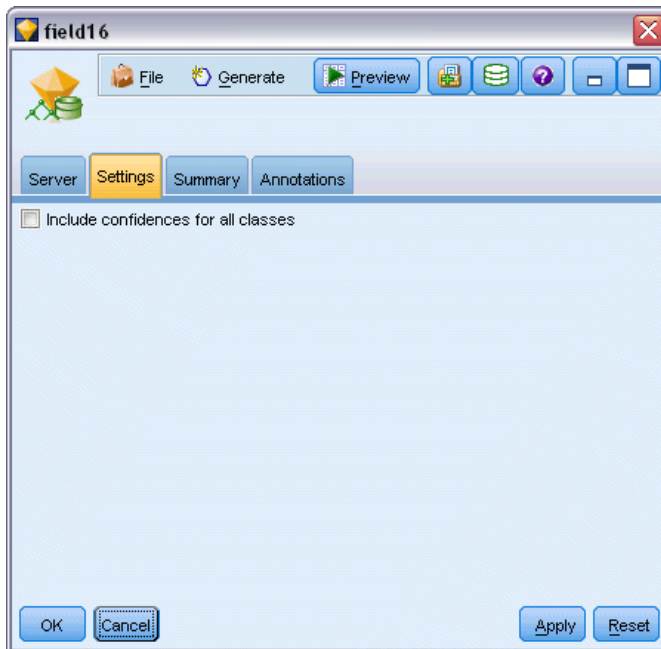 field16
File Generate Preview
Server Settings Summary Annotations
Include confidences for all classes
OK Cancel Apply Reset